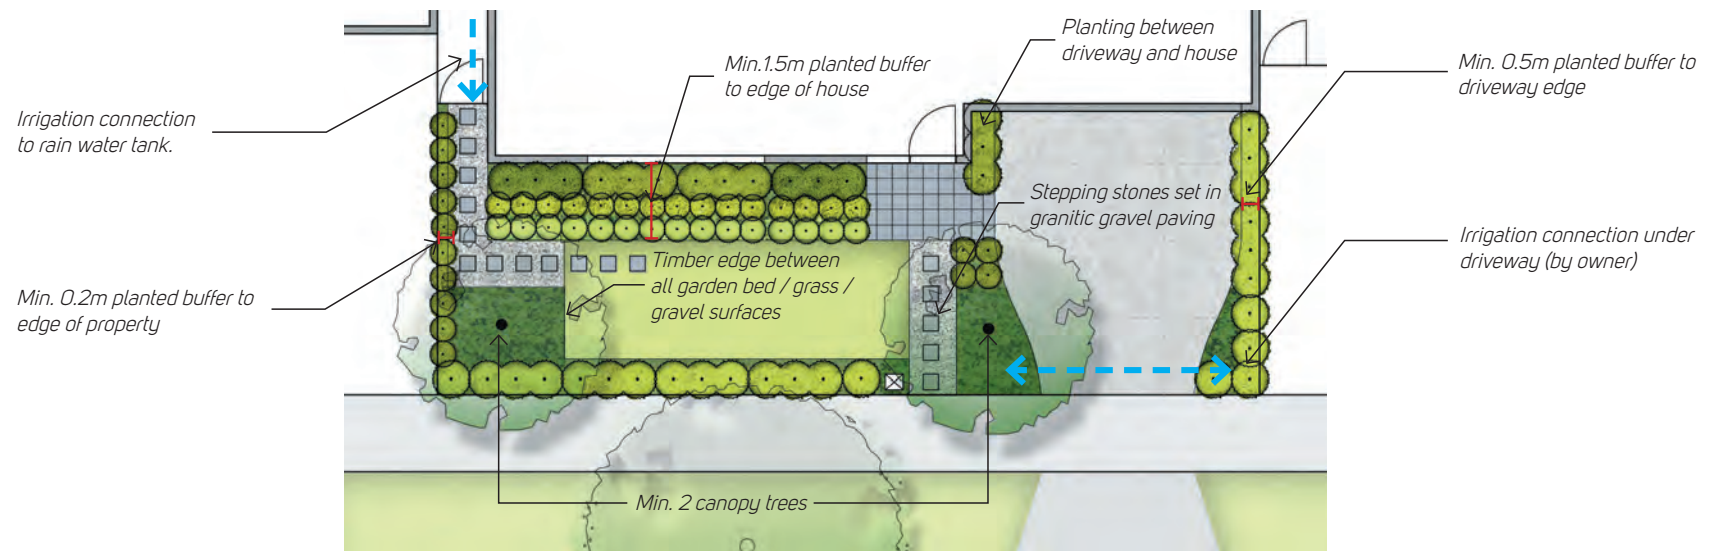 Irrigation connection
to rain water tank.
Min. 0.2m planted buffer to
edge of property
Min.1.5m planted buffer
to edge of house
Planting between
driveway and house
Stepping stones set in
granitic gravel paving
Timber edge between
all garden bed / grass /
gravel surfaces
Min. 2 canopy trees
Min. 0.5m planted buffer to
driveway edge
Irrigation connection under
driveway (by owner)